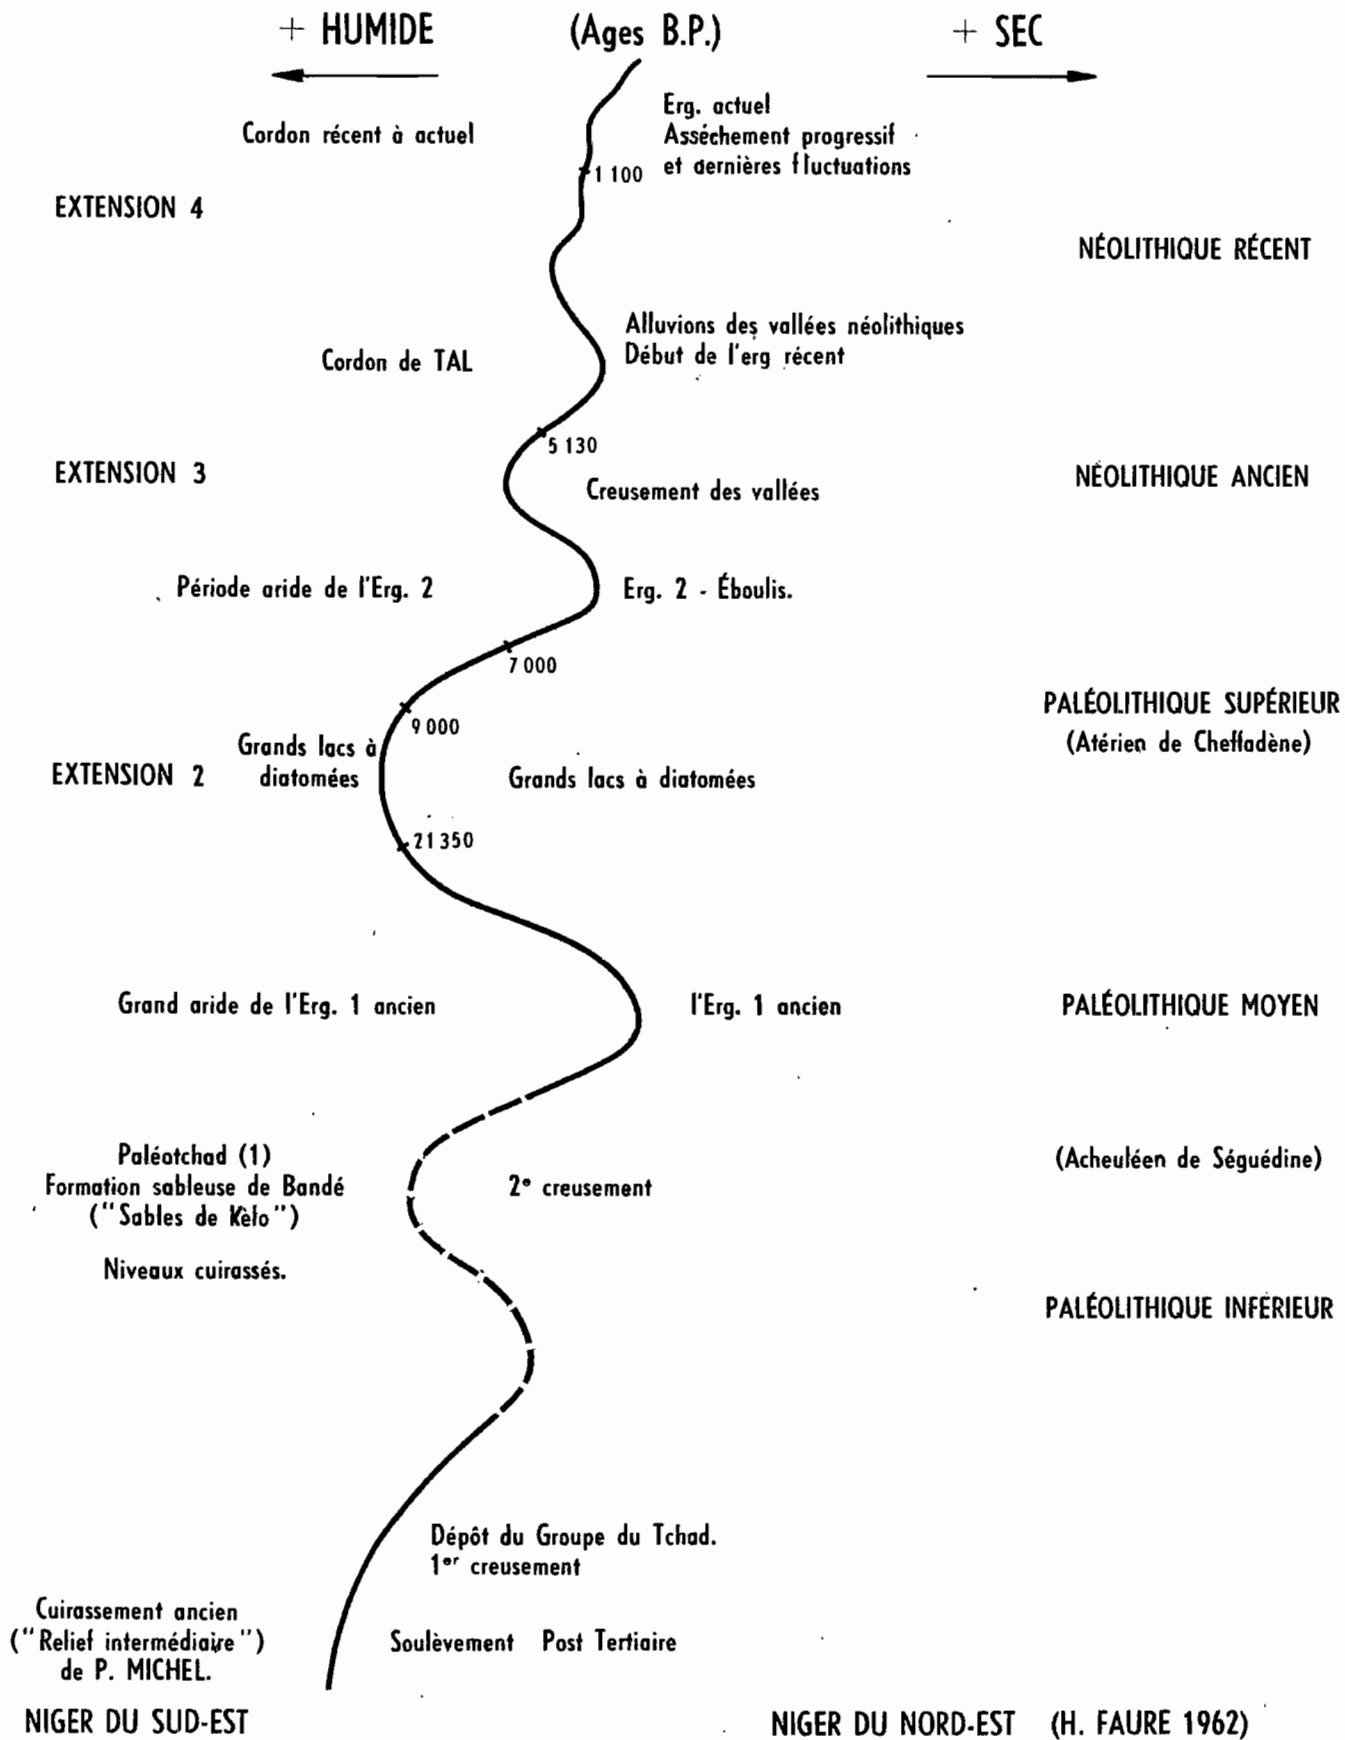 + HUMIDE (Ages B.P.) + SEC
Erg. actuel
Cordon récent à actuel Asséchement progressif
et dernières fluctuations
1 100
EXTENSION 4
NÉOLITHIQUE RÉCENT
Alluvions des vallées néolithiques
Cordon de TAL Début de l'erg récent
5 130
EXTENSION 3 Creusement des vallées NÉOLITHIQUE ANCIEN
Période aride de l'Erg. 2 Erg. 2 - Éboulis.
7 000
PALÉOLITHIQUE SUPÉRIEUR
9 000
Grands lacs à (Atérien de Cheffadène)
EXTENSION 2 diatomées Grands lacs à diatomées
21 350
Grand aride de l'Erg. 1 ancien l'Erg. 1 ancien PALÉOLITHIQUE MOYEN
Paléotchad (1) (Acheuléen de Séguédine)
Formation sableuse de Bandé 2e creusement
("Sables de Kèlo")
Niveaux cuirassés.
PALÉOLITHIQUE INFÉRIEUR
Dépôt du Groupe du Tchad.
1er creusement
Cuirassement ancien
("Relief intermédiaire") Soulèvement Post Tertiaire
de P. MICHEL.
NIGER DU SUD-EST NIGER DU NORD-EST (H. FAURE 1962)